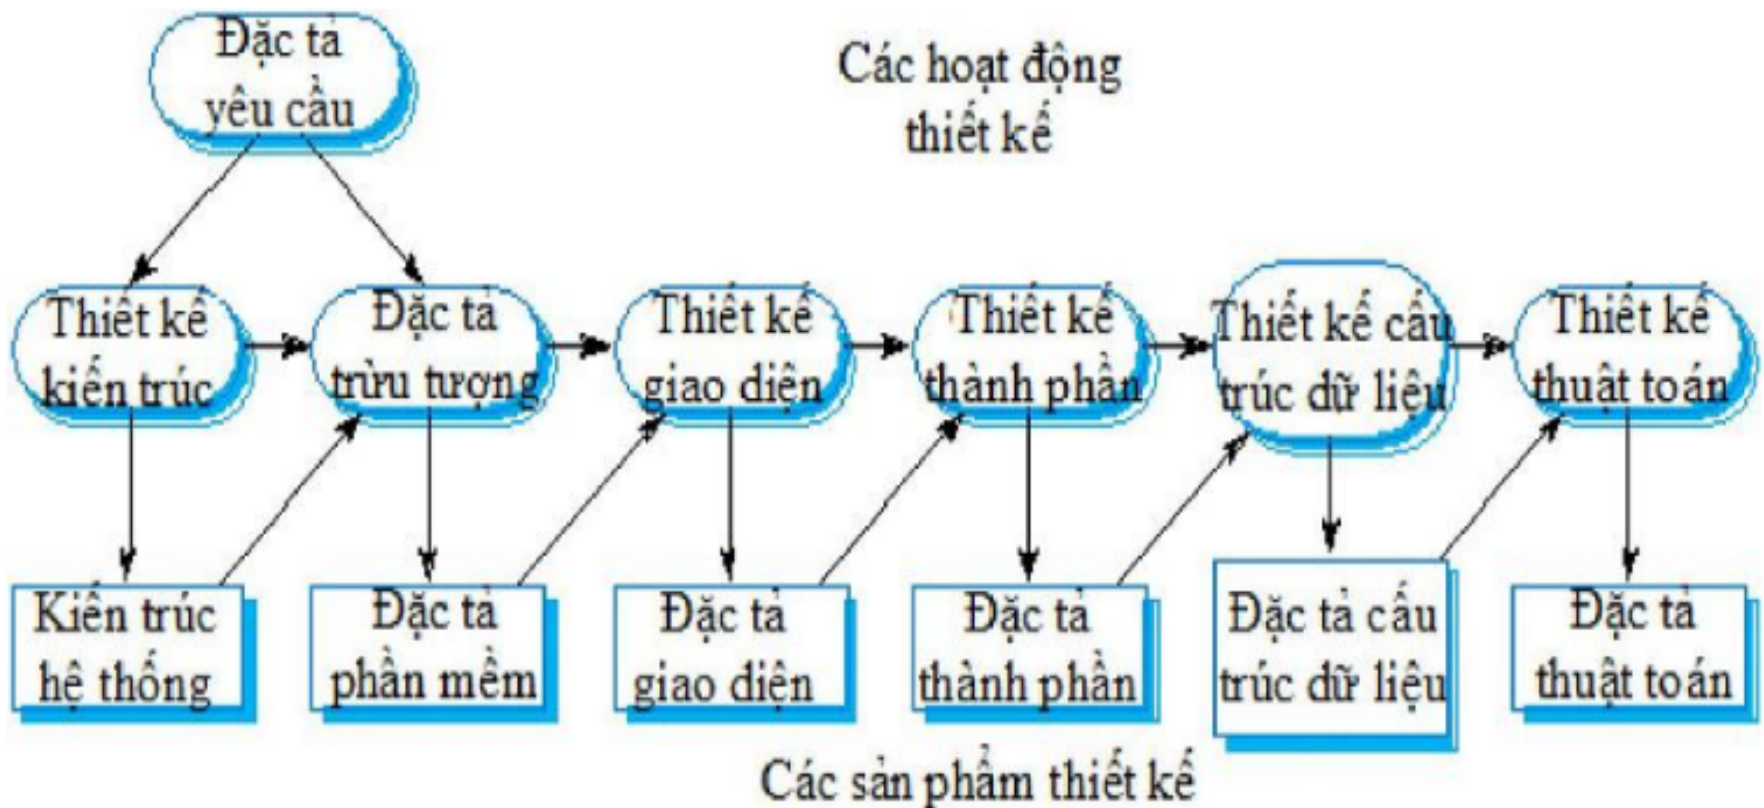 Đặc tả
yêu cầu
Các hoạt động
thiết kế
Thiết kế
kiến trúc
Đặc tả
trừu tượng
Thiết kế
giao diện
Thiết kế
thành phần
Thiết kế cấu
trúc dữ liệu
Thiết kế
thuật toán
Kiến trúc
hệ thống
Đặc tả
phần mềm
Đặc tả
giao diện
Đặc tả
thành phần
Đặc tả cấu
trúc dữ liệu
Đặc tả
thuật toán
Các sản phẩm thiết kế